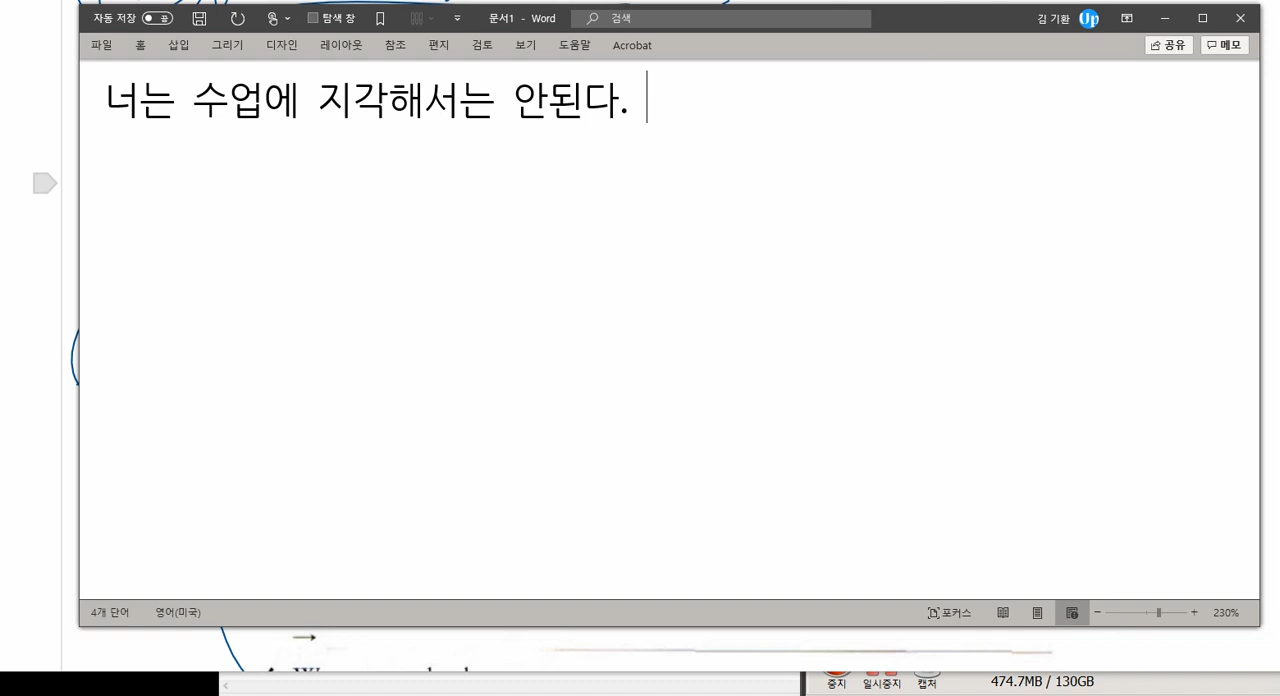 자동 저장 끔 탐색 창 문서1 - Word 검색 김 기환 Up
파일 홈 삽입 그리기 디자인 레이아웃 참조 편지 검토 보기 도움말 Acrobat 공유 메모
너는 수업에 지각해서는 안된다.
4개 단어 영어(미국) 포커스 230%
중지 일시중지 캡처 474.7MB / 130GB